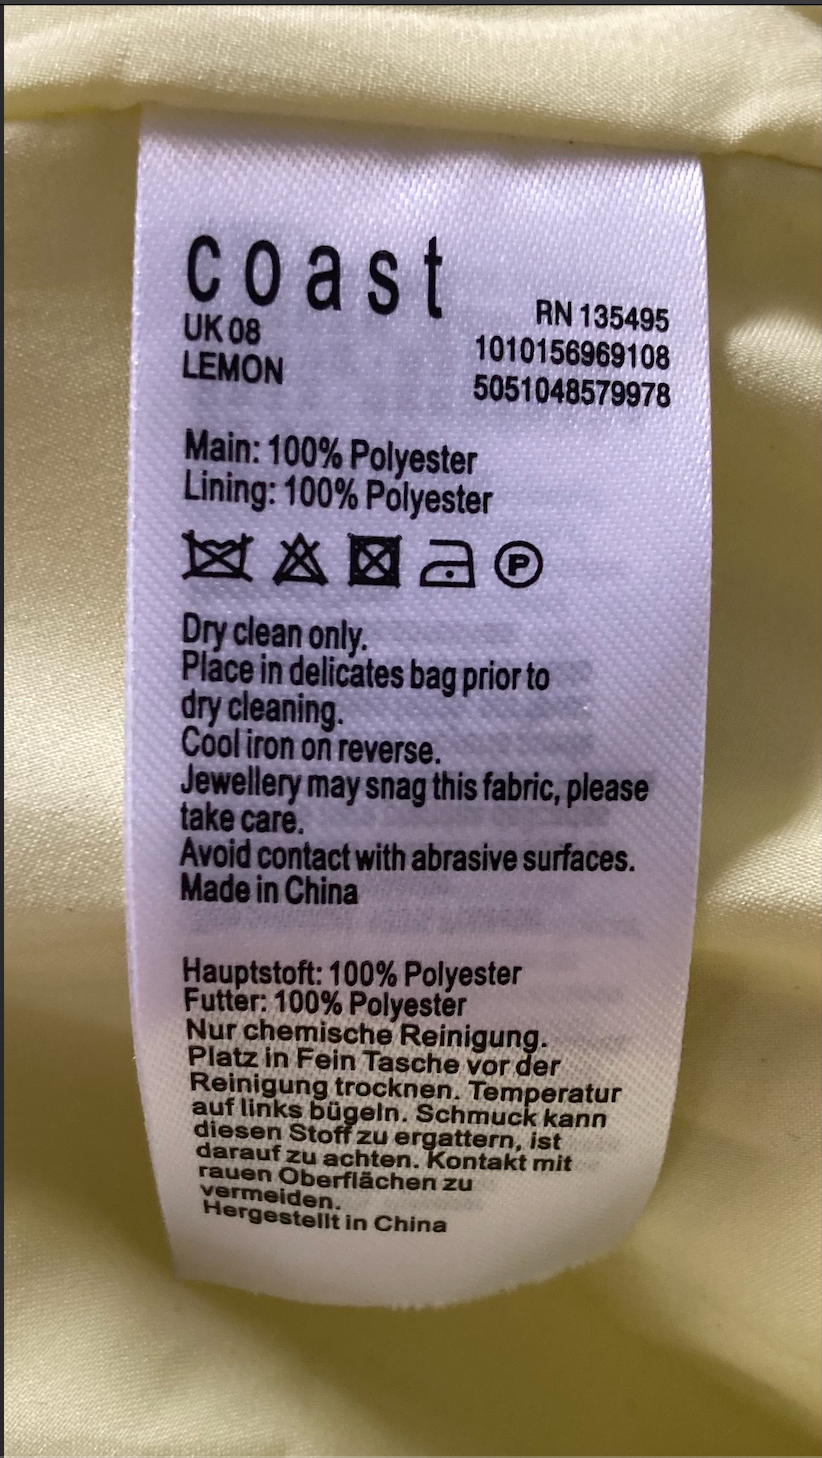 coast
UK 08
LEMON
RN 135495
1010156969108
5051048579978
Main: 100% Polyester
Lining: 100% Polyester
P
Dry clean only.
Place in delicates bag prior to
dry cleaning.
Cool iron on reverse.
Jewellery may snag this fabric, please
take care.
Avoid contact with abrasive surfaces.
Made in China
Hauptstoft: 100% Polyester
Futter: 100% Polyester
Nur chemische Reinigung.
Platz in Fein Tasche vor der
Reinigung trocknen. Temperatur
auf links bügeln. Schmuck kann
diesen Stoff zu ergattern, ist
darauf zu achten. Kontakt mit
rauen Oberflächen zu
vermeiden.
Hergestellt in China